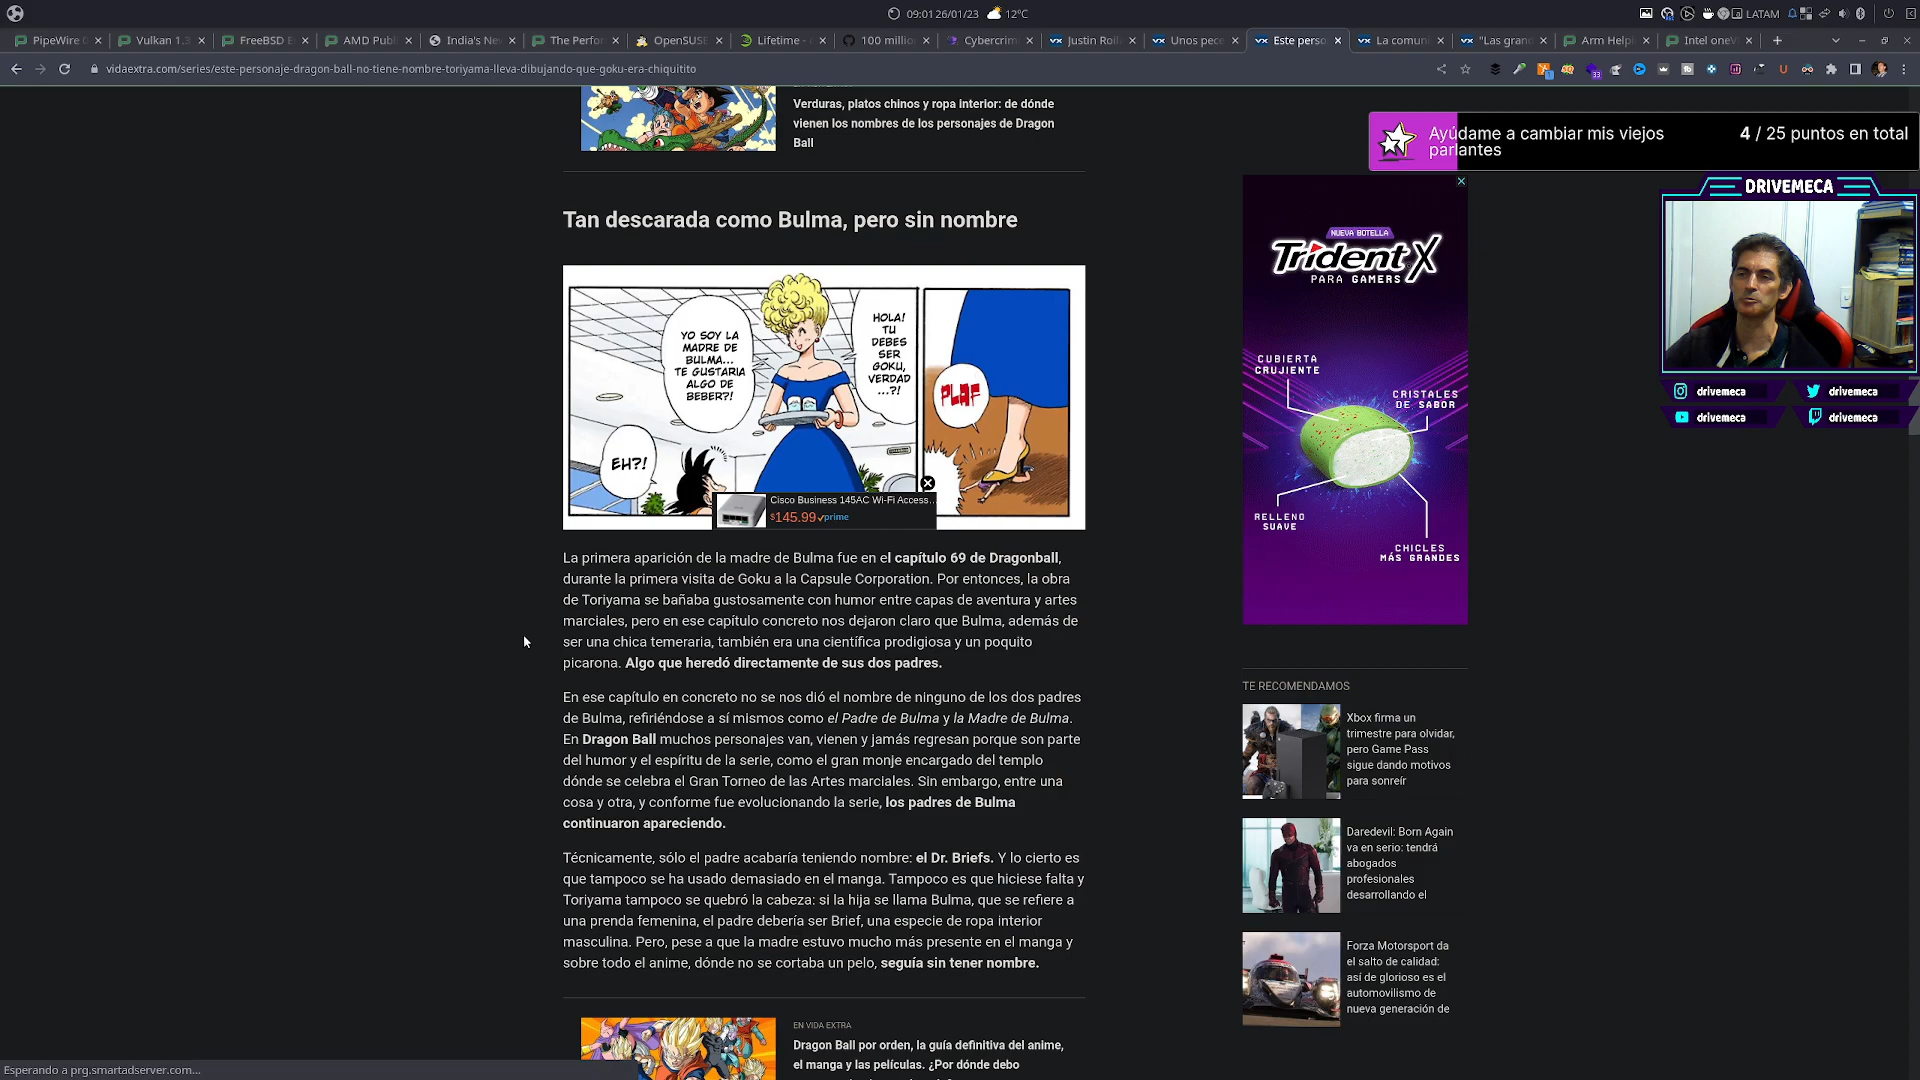 09:01 26/01/23
12°C
LATAM
PipeWire 0
Vulkan 1.3
FreeBSD E
AMD Publ
India's Ne
The Perfor
OpenSUSE
Lifetime -
100 millio
Cybercrim
Justin Roil
Unos pece
Este perso
La comuni
"Las grand
Arm Helpi
Intel oneV
vidaextra.com/series/este-personaje-dragon-ball-no-tiene-nombre-toriyama-lleva-dibujando-que-goku-era-chiquitito
33
Verduras, platos chinos y ropa interior: de dónde
vienen los nombres de los personajes de Dragon
Ball
Tan descarada como Bulma, pero sin nombre
YO SOY LA
MADRE DE
BULMA...
TE GUSTARIA
ALGO DE
BEBER?!
HOLA!
TU
DEBES
SER
GOKU,
VERDAD
...?!
EH?!
PLAF
Cisco Business 145AC Wi-Fi Access...
$145.99 prime
La primera aparición de la madre de Bulma fue en el capítulo 69 de Dragonball,
durante la primera visita de Goku a la Capsule Corporation. Por entonces, la obra
de Toriyama se bañaba gustosamente con humor entre capas de aventura y artes
marciales, pero en ese capítulo concreto nos dejaron claro que Bulma, además de
ser una chica temeraria, también era una científica prodigiosa y un poquito
picarona. Algo que heredó directamente de sus dos padres.
En ese capítulo en concreto no se nos dió el nombre de ninguno de los dos padres
de Bulma, refiriéndose a sí mismos como el Padre de Bulma y la Madre de Bulma.
En Dragon Ball muchos personajes van, vienen y jamás regresan porque son parte
del humor y el espíritu de la serie, como el gran monje encargado del templo
dónde se celebra el Gran Torneo de las Artes marciales. Sin embargo, entre una
cosa y otra, y conforme fue evolucionando la serie, los padres de Bulma
continuaron apareciendo.
Técnicamente, sólo el padre acabaría teniendo nombre: el Dr. Briefs. Y lo cierto es
que tampoco se ha usado demasiado en el manga. Tampoco es que hiciese falta y
Toriyama tampoco se quebró la cabeza: si la hija se llama Bulma, que se refiere a
una prenda femenina, el padre debería ser Brief, una especie de ropa interior
masculina. Pero, pese a que la madre estuvo mucho más presente en el manga y
sobre todo el anime, dónde no se cortaba un pelo, seguía sin tener nombre.
EN VIDA EXTRA
Dragon Ball por orden, la guía definitiva del anime,
el manga y las películas. ¿Por dónde debo
Esperando a prg.smartadserver.com...
NUEVA BOTELLA
Trident X
PARA GAMERS
CUBIERTA
CRUJIENTE
CRISTALES
DE SABOR
RELLENO
SUAVE
CHICLES
MÁS GRANDES
TE RECOMENDAMOS
Xbox firma un
trimestre para olvidar,
pero Game Pass
sigue dando motivos
para sonreír
Daredevil: Born Again
va en serio: tendrá
abogados
profesionales
desarrollando el
Forza Motorsport da
el salto de calidad:
así de glorioso es el
automovilismo de
nueva generación de
Ayúdame a cambiar mis viejos
parlantes
4 / 25 puntos en total
DRIVEMECA
drivemeca
drivemeca
drivemeca
drivemeca